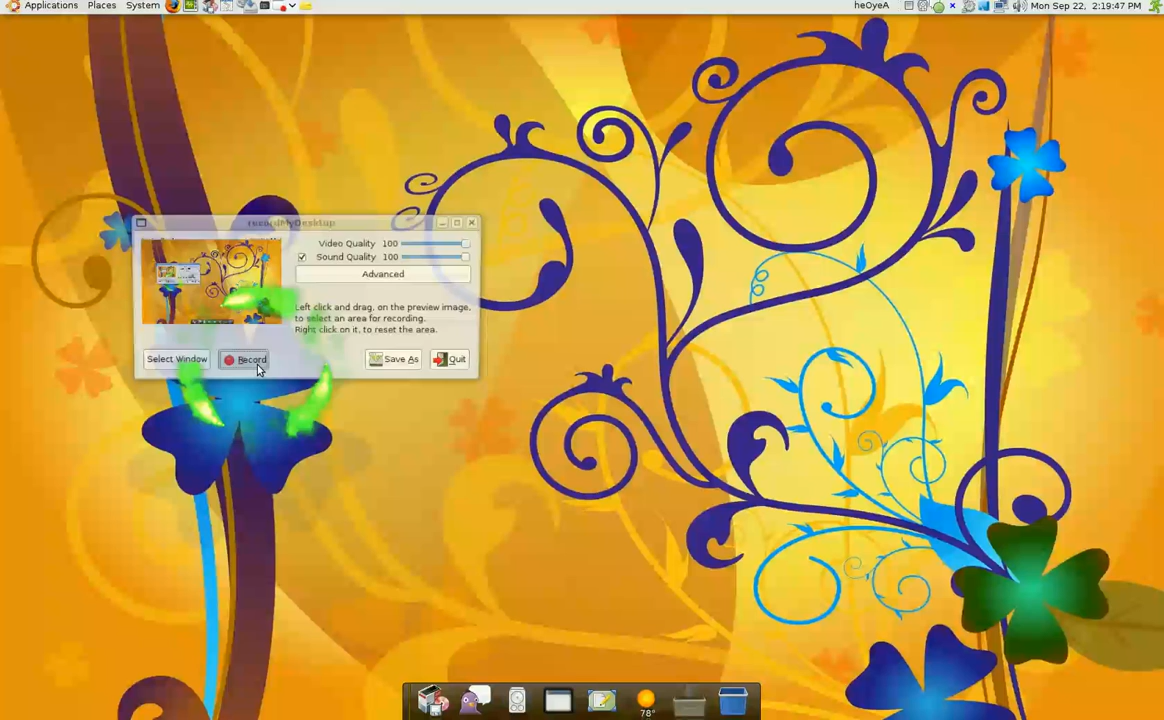 Applications Places System heOyeA Mon Sep 22, 2:19:47 PM
recordMyDesktop
Video Quality 100
Sound Quality 100
Advanced
Left click and drag, on the preview image,
to select an area for recording.
Right click on it, to reset the area.
Select Window Record Save As Quit
78°